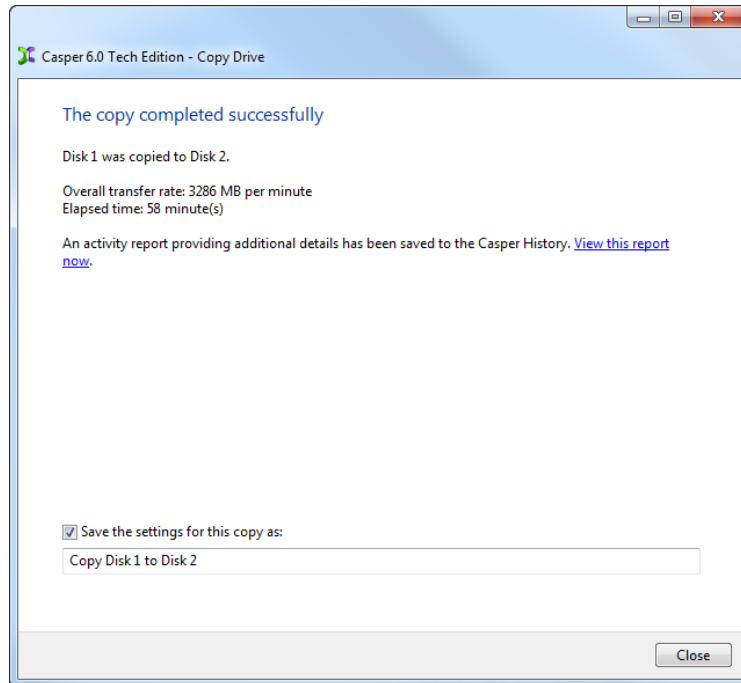 Casper 6.0 Tech Edition - Copy Drive
The copy completed successfully
Disk 1 was copied to Disk 2.
Overall transfer rate: 3286 MB per minute
Elapsed time: 58 minute(s)
An activity report providing additional details has been saved to the Casper History. View this report
now.
Save the settings for this copy as:
Copy Disk 1 to Disk 2
Close